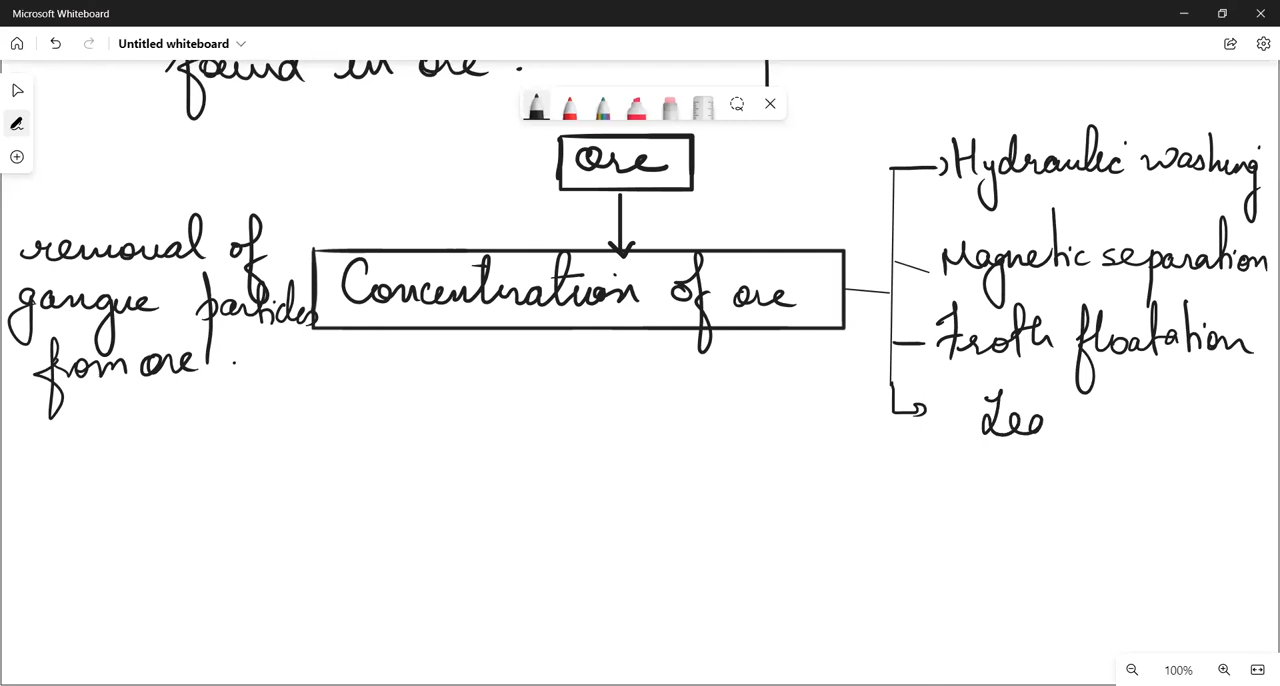 Microsoft Whiteboard
Untitled whiteboard
found in ore .
ore
Hydraulic washing
removal of
gangue particles
from ore .
Concentration of ore
Magnetic separation
Froth floatation
Lea
100%